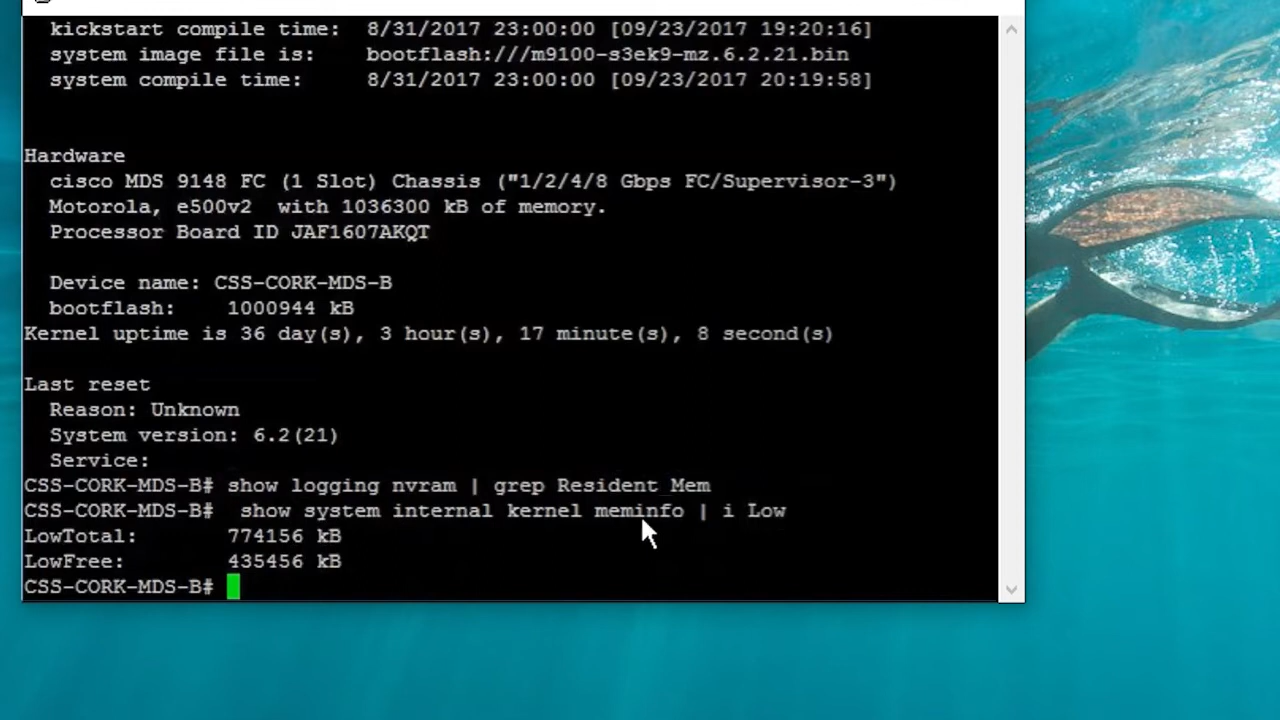 kickstart compile time:  8/31/2017 23:00:00 [09/23/2017 19:20:16]
system image file is:    bootflash:///m9100-s3ek9-mz.6.2.21.bin
system compile time:     8/31/2017 23:00:00 [09/23/2017 20:19:58]
Hardware
cisco MDS 9148 FC (1 Slot) Chassis ("1/2/4/8 Gbps FC/Supervisor-3")
Motorola, e500v2  with 1036300 kB of memory.
Processor Board ID JAF1607AKQT
Device name: CSS-CORK-MDS-B
bootflash:    1000944 kB
Kernel uptime is 36 day(s), 3 hour(s), 17 minute(s), 8 second(s)
Last reset
Reason: Unknown
System version: 6.2(21)
Service:
CSS-CORK-MDS-B# show logging nvram | grep Resident_Mem
CSS-CORK-MDS-B#  show system internal kernel meminfo | i Low
LowTotal:       774156 kB
LowFree:        435456 kB
CSS-CORK-MDS-B#